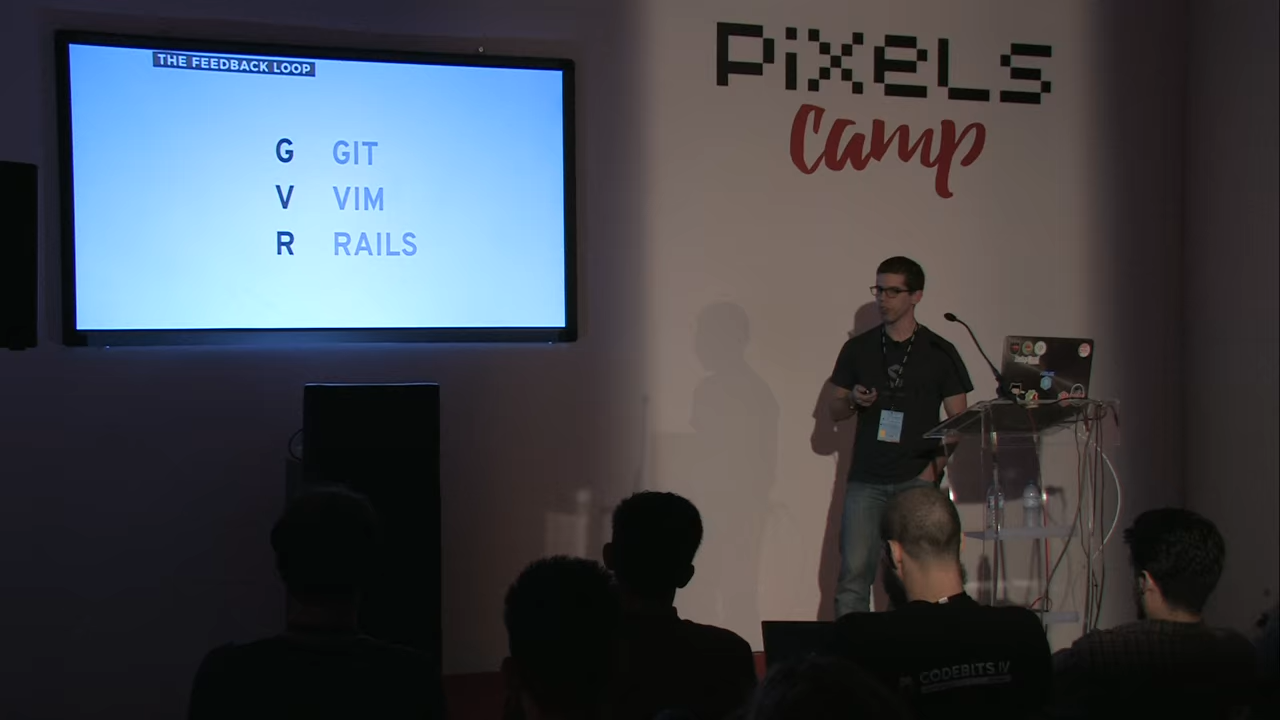 THE FEEDBACK LOOP
G GIT
V VIM
R RAILS
PIXELS
Camp
CODEBITS IV